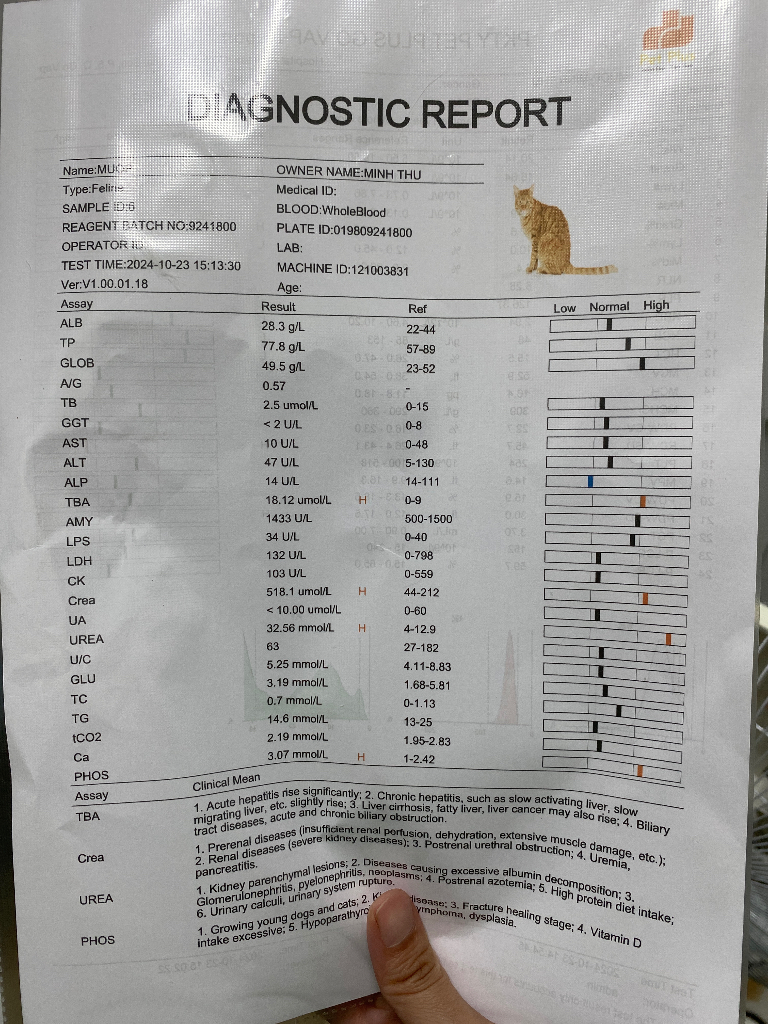 DIAGNOSTIC REPORT
OWNER NAME:MINH THU
Type:Feline Medical ID:
SAMPLE ID:6 BLOOD:WholeBlood
REAGENT BATCH NO:9241800 PLATE ID:019809241800
OPERATOR ID: LAB:
TEST TIME:2024-10-23 15:13:30 MACHINE ID:121003831
Ver:V1.00.01.18 Age:
Assay Result Ref Low Normal High
ALB 28.3 g/L 22-44
TP 77.8 g/L 57-89
GLOB 49.5 g/L 23-52
A/G 0.57 -
TB 2.5 umol/L 0-15
GGT < 2 U/L 0-8
AST 10 U/L 0-48
ALT 47 U/L 5-130
ALP 14 U/L 14-111
TBA 18.12 umol/L H 0-9
AMY 1433 U/L 500-1500
LPS 34 U/L 0-40
LDH 132 U/L 0-798
CK 103 U/L 0-559
Crea 518.1 umol/L H 44-212
UA < 10.00 umol/L 0-60
UREA 32.56 mmol/L H 4-12.9
U/C 63 27-182
GLU 5.25 mmol/L 4.11-8.83
TC 3.19 mmol/L 1.68-5.81
TG 0.7 mmol/L 0-1.13
tCO2 14.6 mmol/L 13-25
Ca 2.19 mmol/L 1.95-2.83
PHOS 3.07 mmol/L H 1-2.42
Assay Clinical Mean
TBA 1. Acute hepatitis rise significantly; 2. Chronic hepatitis, such as slow activating liver, slow
migrating liver, etc. slightly rise; 3. Liver cirrhosis, fatty liver, liver cancer may also rise; 4. Biliary
tract diseases, acute and chronic biliary obstruction.
Crea 1. Prerenal diseases (insufficient renal perfusion, dehydration, extensive muscle damage, etc.);
2. Renal diseases (severe kidney diseases); 3. Postrenal urethral obstruction; 4. Uremia,
pancreatitis.
UREA 1. Kidney parenchymal lesions; 2. Diseases causing excessive albumin decomposition; 3.
Glomerulonephritis, pyelonephritis, neoplasms; 4. Postrenal azotemia; 5. High protein diet intake;
6. Urinary calculi, urinary system rupture.
PHOS 1. Growing young dogs and cats; 2. disease; 3. Fracture healing stage; 4. Vitamin D
intake excessive; 5. dysplasia.